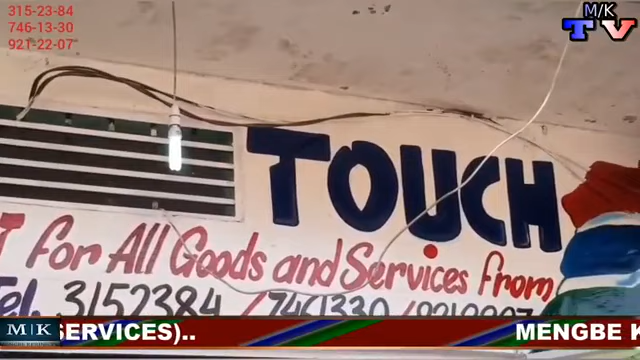 315-23-84
746-13-30
921-22-07
M/K TOUCH
M/K
TV
TOUCH
for All Goods and Services from
Tel. 3152384 /7461330/
M|K
SERVICES).. MENGBE K